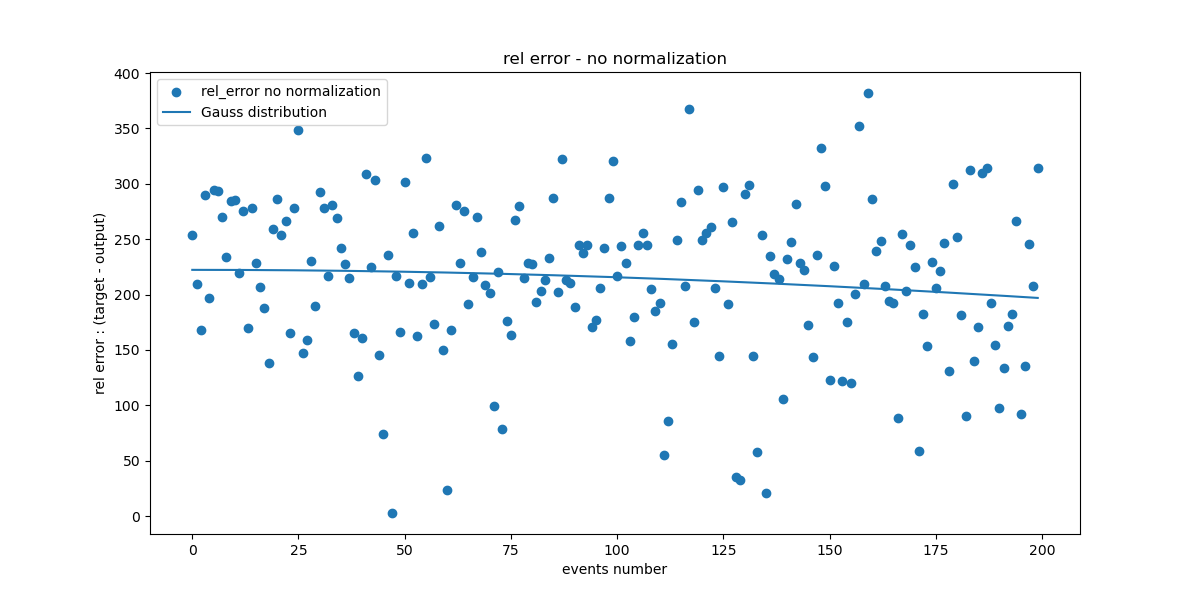 rel error - no normalization
400
350
300
250
200
150
100
50
0
rel error : (target - output)
rel_error no normalization
Gauss distribution
0 25 50 75 100 125 150 175 200
events number